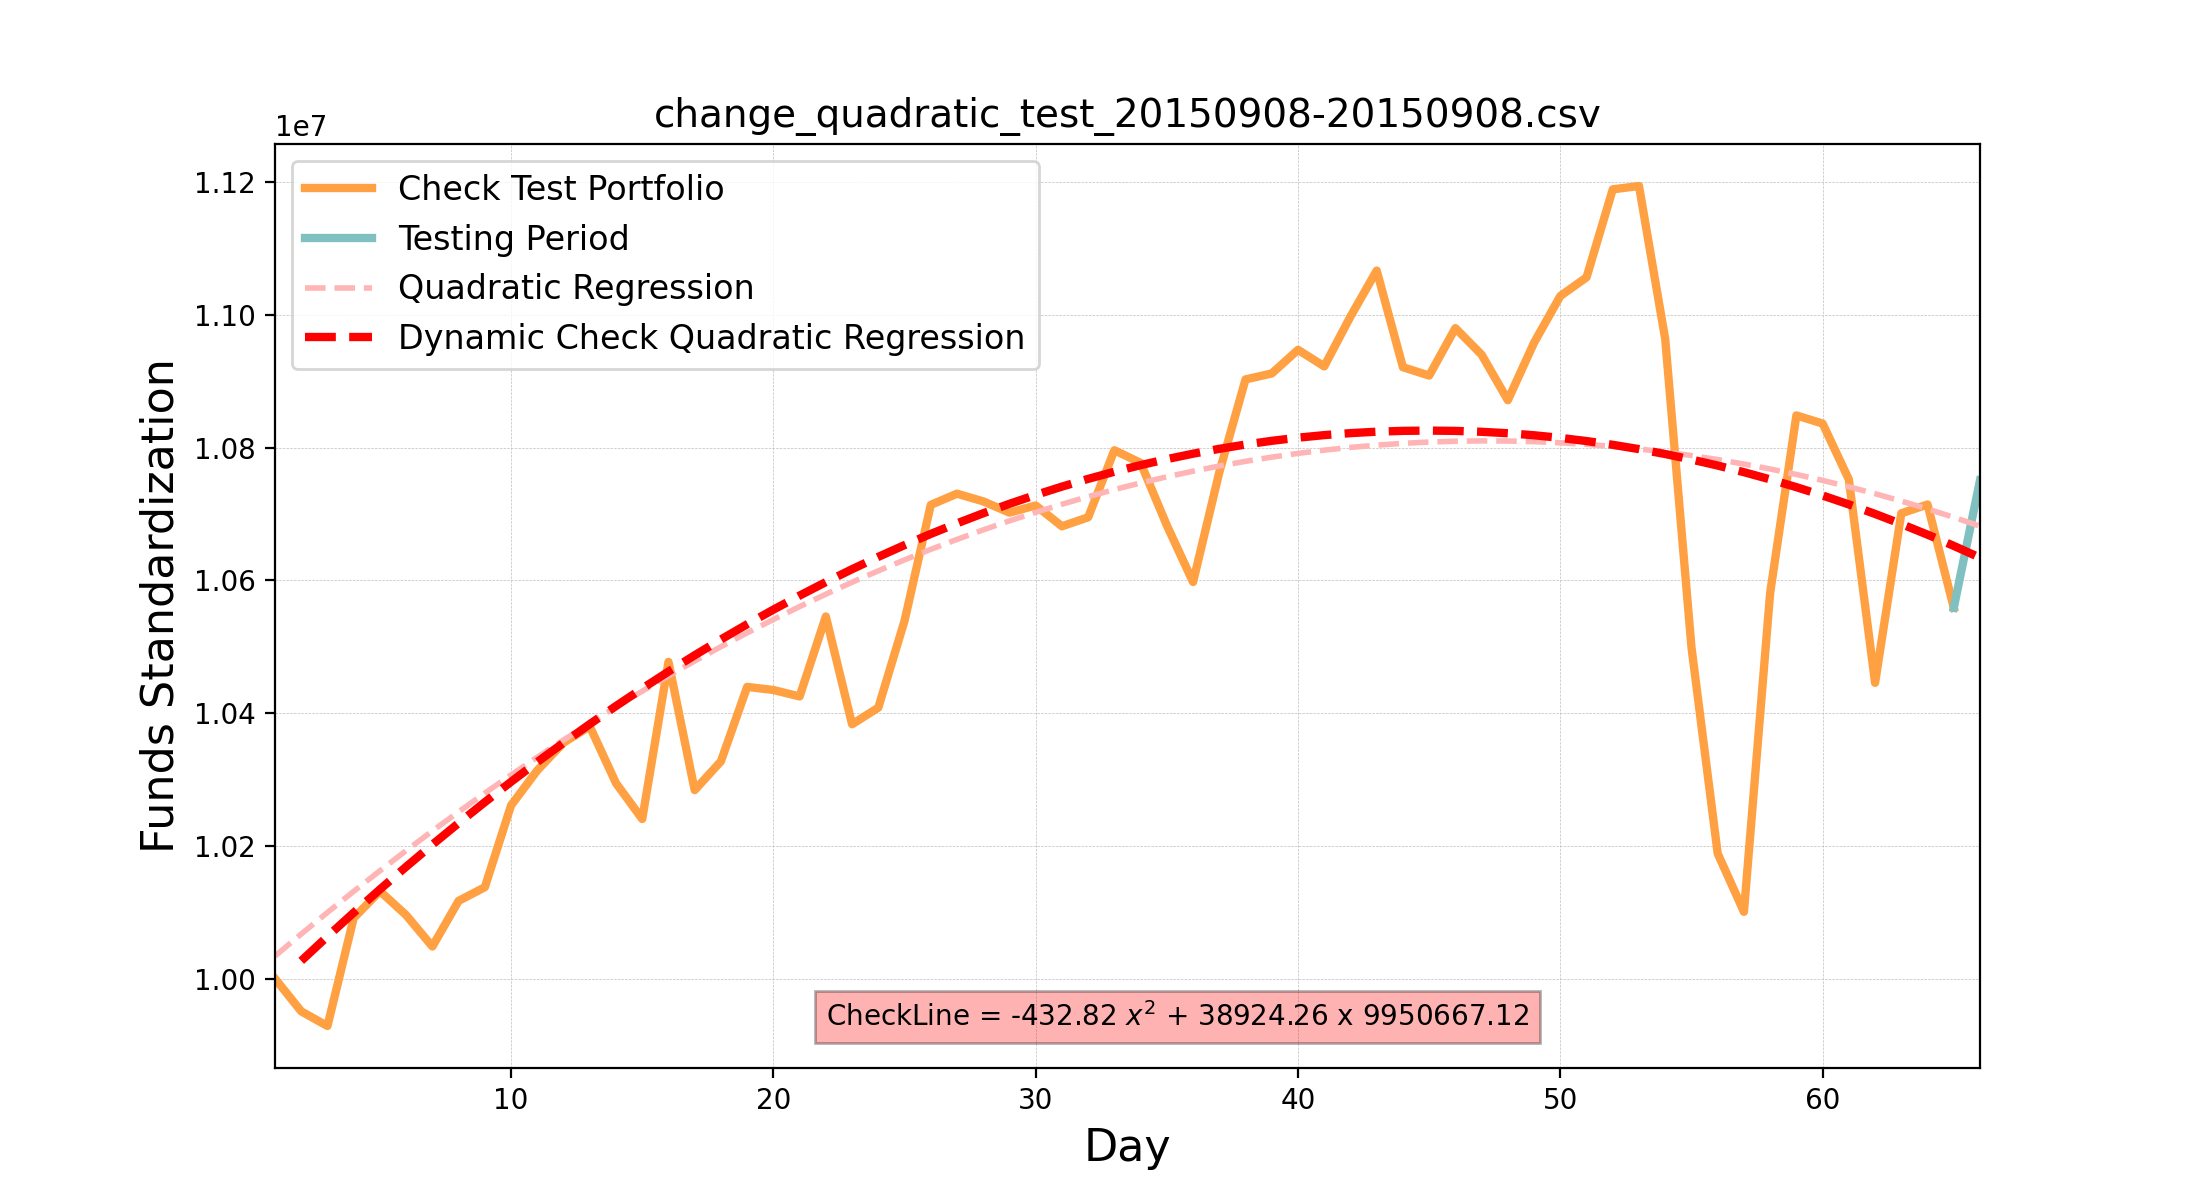 change_quadratic_test_20150908-20150908.csv
1e7
Check Test Portfolio
Testing Period
Quadratic Regression
Dynamic Check Quadratic Regression
1.12
1.10
1.08
1.06
1.04
1.02
1.00
Funds Standardization
CheckLine = -432.82 x² + 38924.26 x 9950667.12
10 20 30 40 50 60
Day